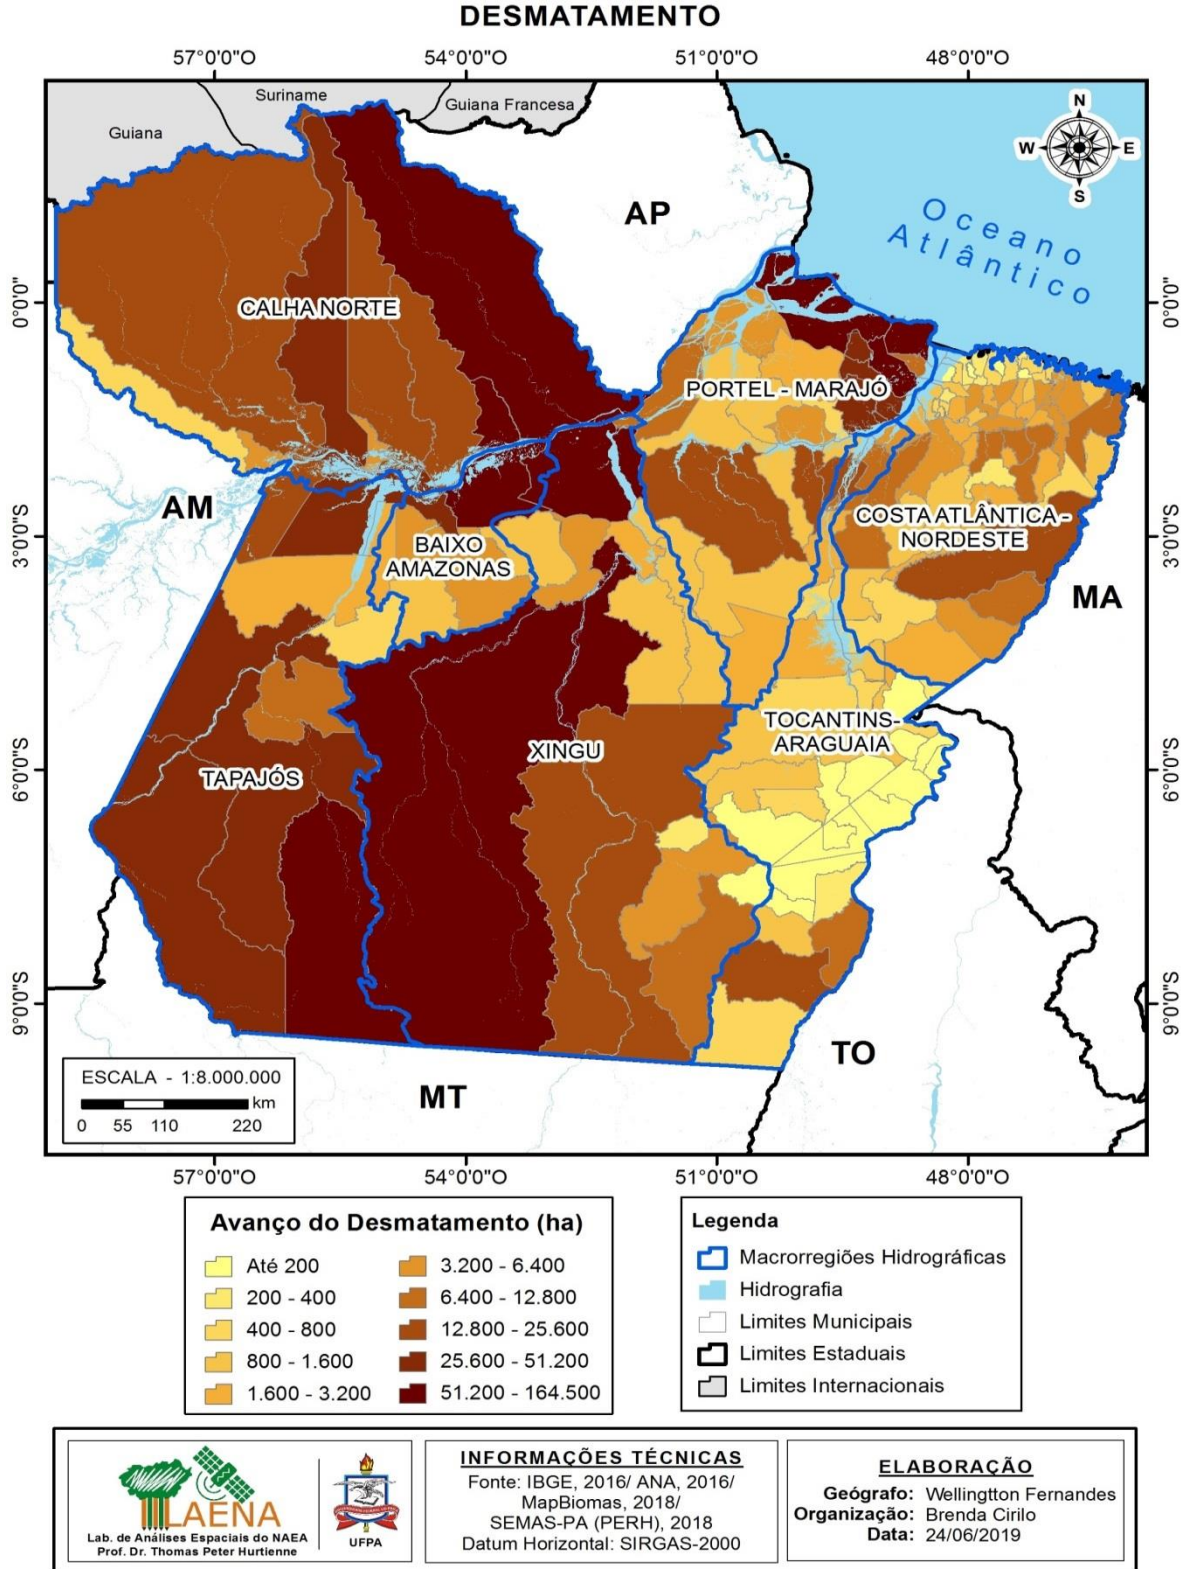 DESMATAMENTO
57°0'0"O
54°0'0"O
51°0'0"O
48°0'0"O
Suriname
Guiana Francesa
Guiana
N
W
E
S
AP
Oceano
Atlântico
0°0'0"
0°0'0"
CALHA NORTE
PORTEL - MARAJÓ
AM
COSTA ATLÂNTICA -
NORDESTE
3°0'0"S
3°0'0"S
BAIXO
AMAZONAS
MA
TOCANTINS-
ARAGUAIA
XINGU
TAPAJÓS
6°0'0"S
6°0'0"S
9°0'0"S
9°0'0"S
TO
MT
ESCALA - 1:8.000.000
km
0 55 110 220
57°0'0"O
54°0'0"O
51°0'0"O
48°0'0"O
Avanço do Desmatamento (ha)
Até 200
200 - 400
400 - 800
800 - 1.600
1.600 - 3.200
3.200 - 6.400
6.400 - 12.800
12.800 - 25.600
25.600 - 51.200
51.200 - 164.500
Legenda
Macrorregiões Hidrográficas
Hidrografia
Limites Municipais
Limites Estaduais
Limites Internacionais
LAENA
Lab. de Análises Espaciais do NAEA
Prof. Dr. Thomas Peter Hurtienne
UFPA
INFORMAÇÕES TÉCNICAS
Fonte: IBGE, 2016/ ANA, 2016/
MapBiomas, 2018/
SEMAS-PA (PERH), 2018
Datum Horizontal: SIRGAS-2000
ELABORAÇÃO
Geógrafo: Wellingtton Fernandes
Organização: Brenda Cirilo
Data: 24/06/2019